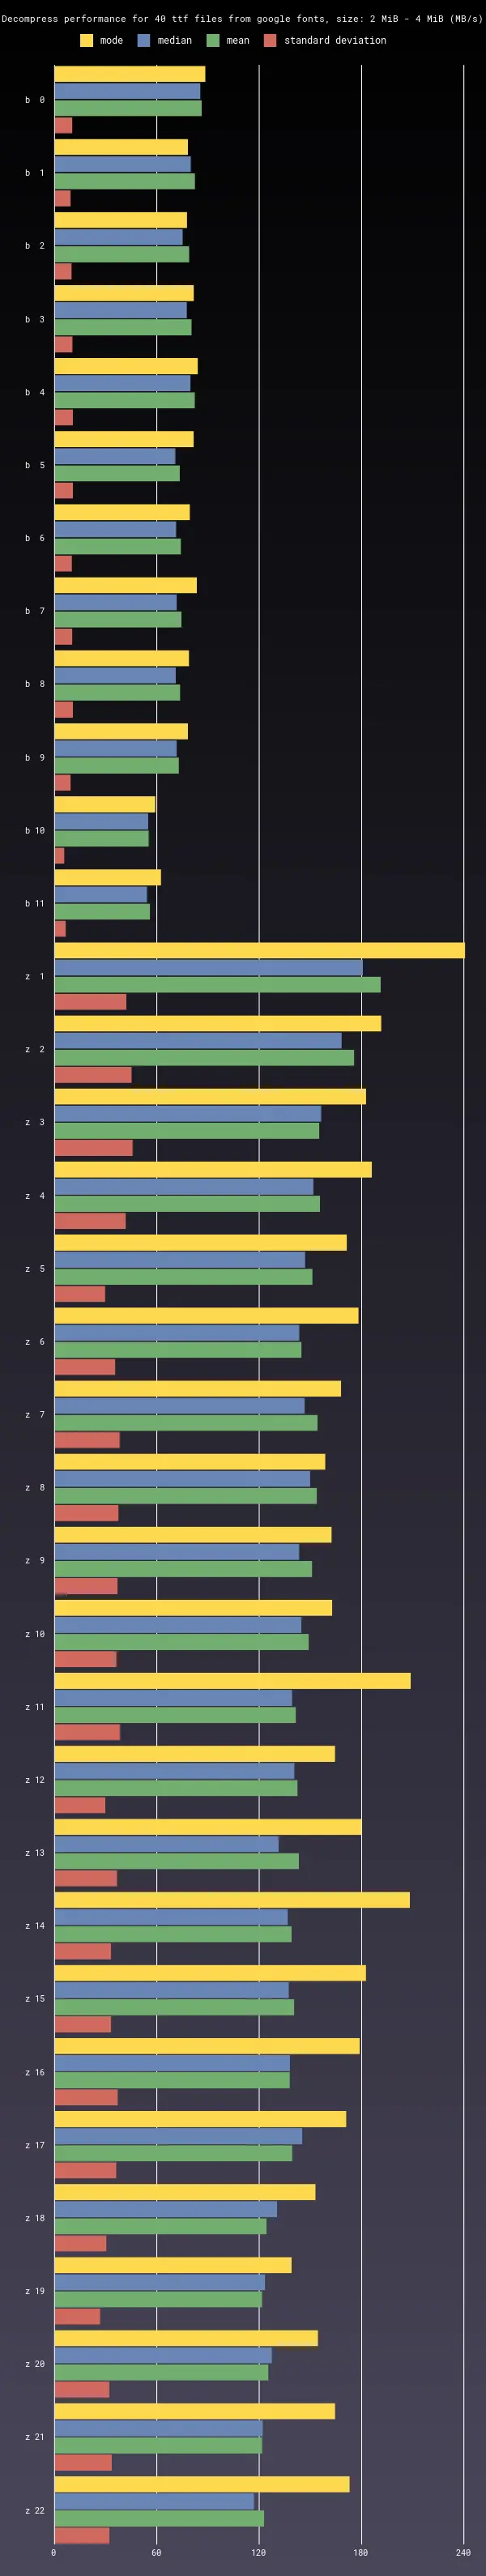 Decompress performance for 40 ttf files from google fonts, size: 2 MiB - 4 MiB (MB/s)
mode median mean standard deviation
b 0
b 1
b 2
b 3
b 4
b 5
b 6
b 7
b 8
b 9
b 10
b 11
z 1
z 2
z 3
z 4
z 5
z 6
z 7
z 8
z 9
z 10
z 11
z 12
z 13
z 14
z 15
z 16
z 17
z 18
z 19
z 20
z 21
z 22
0 60 120 180 240